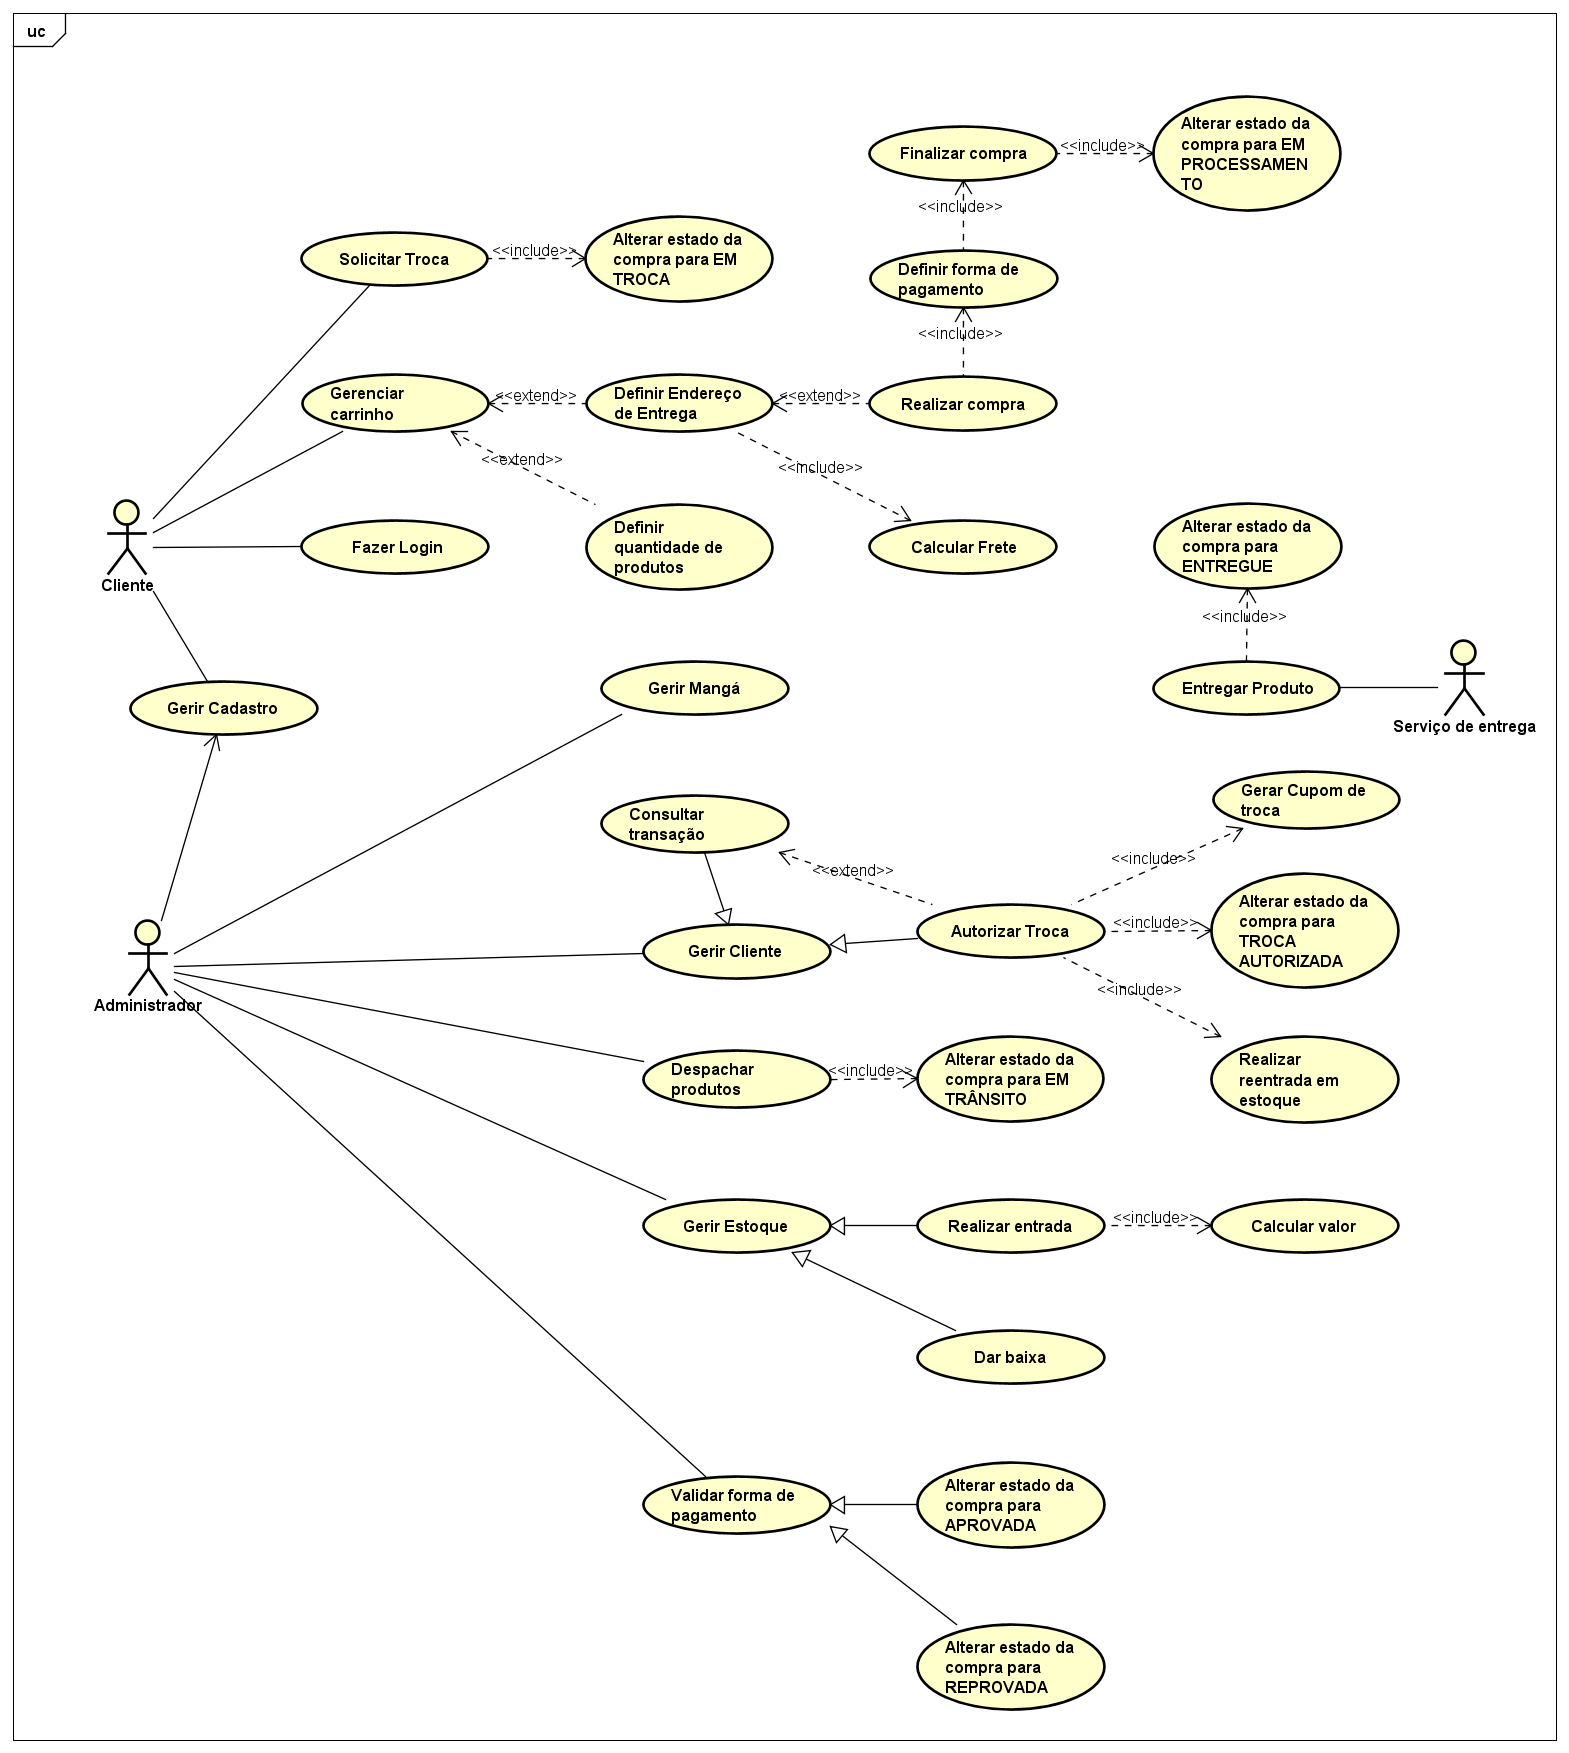 uc
Finalizar compra
<<include>>
Alterar estado da
compra para EM
PROCESSAMEN
TO
<<include>>
Solicitar Troca
<<include>>
Alterar estado da
compra para EM
TROCA
Definir forma de
pagamento
<<include>>
Gerenciar
carrinho
<<extend>>
Definir Endereço
de Entrega
<<extend>>
Realizar compra
<<extend>>
<<include>>
Cliente
Fazer Login
Definir
quantidade de
produtos
Calcular Frete
Alterar estado da
compra para
ENTREGUE
<<include>>
Gerir Cadastro
Gerir Mangá
Entregar Produto
Serviço de entrega
Consultar
transação
<<extend>>
<<include>>
Gerar Cupom de
troca
Autorizar Troca
<<include>>
Alterar estado da
compra para
TROCA
AUTORIZADA
Gerir Cliente
<<include>>
Administrador
Despachar
produtos
<<include>>
Alterar estado da
compra para EM
TRÂNSITO
Realizar
reentrada em
estoque
Gerir Estoque
Realizar entrada
<<include>>
Calcular valor
Dar baixa
Validar forma de
pagamento
Alterar estado da
compra para
APROVADA
Alterar estado da
compra para
REPROVADA